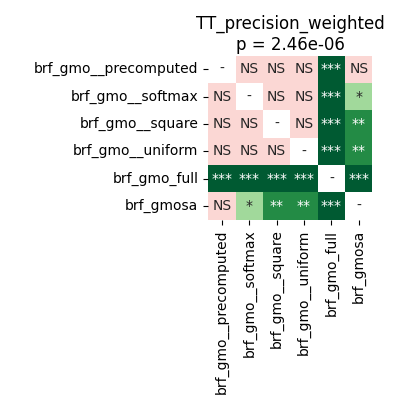 TT_precision_weighted
p = 2.46e-06
brf_gmo__precomputed - NS NS NS *** NS
brf_gmo__softmax NS - NS NS *** *
brf_gmo__square NS NS - NS *** **
brf_gmo__uniform NS NS NS - *** **
brf_gmo_full *** *** *** *** - ***
brf_gmosa NS * ** ** *** -
brf_gmo__precomputed
brf_gmo__softmax
brf_gmo__square
brf_gmo__uniform
brf_gmo_full
brf_gmosa